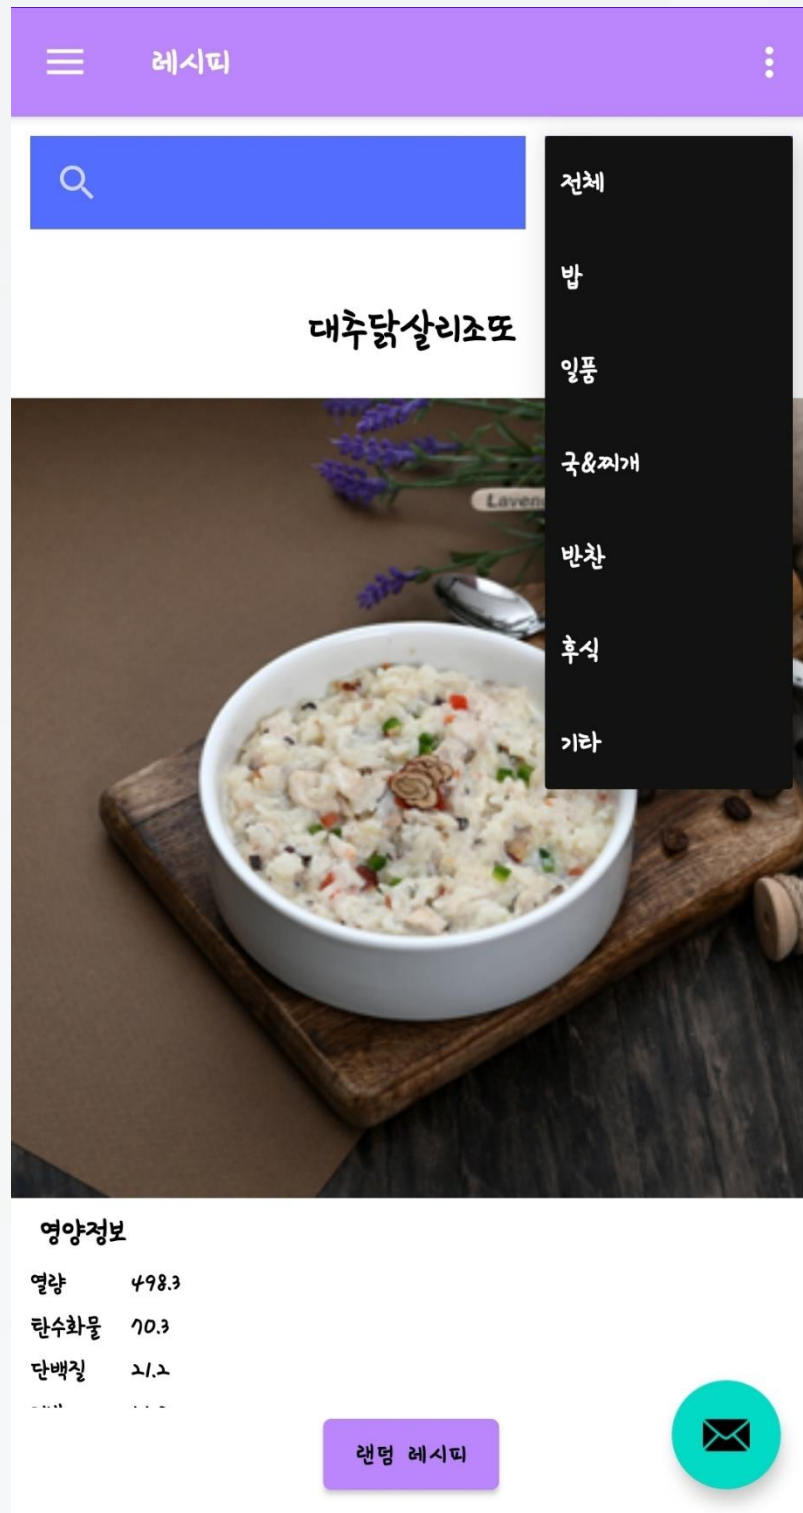 레시피
전체
밥
대추닭살리조또
일품
국&찌개
Laven
반찬
후식
기타
영양정보
열량 498.3
탄수화물 70.3
단백질 21.2
랜덤 레시피